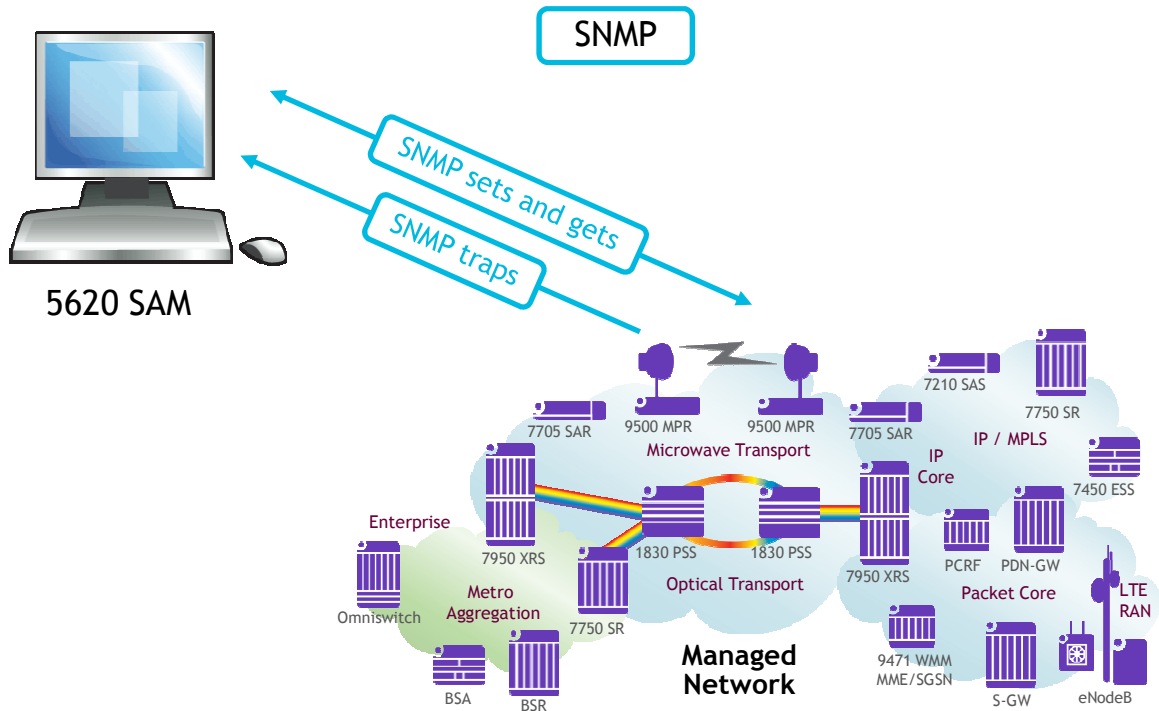 SNMP
SNMP sets and gets
SNMP traps
5620 SAM
7210 SAS
7750 SR
7705 SAR
9500 MPR
9500 MPR
7705 SAR
IP / MPLS
Microwave Transport
IP
Core
7450 ESS
Enterprise
7950 XRS
1830 PSS
1830 PSS
7950 XRS
PCRF
PDN-GW
Omniswitch
Metro
Aggregation
7750 SR
Optical Transport
Packet Core
LTE
RAN
BSA
BSR
Managed
Network
9471 WMM
MME/SGSN
S-GW
eNodeB